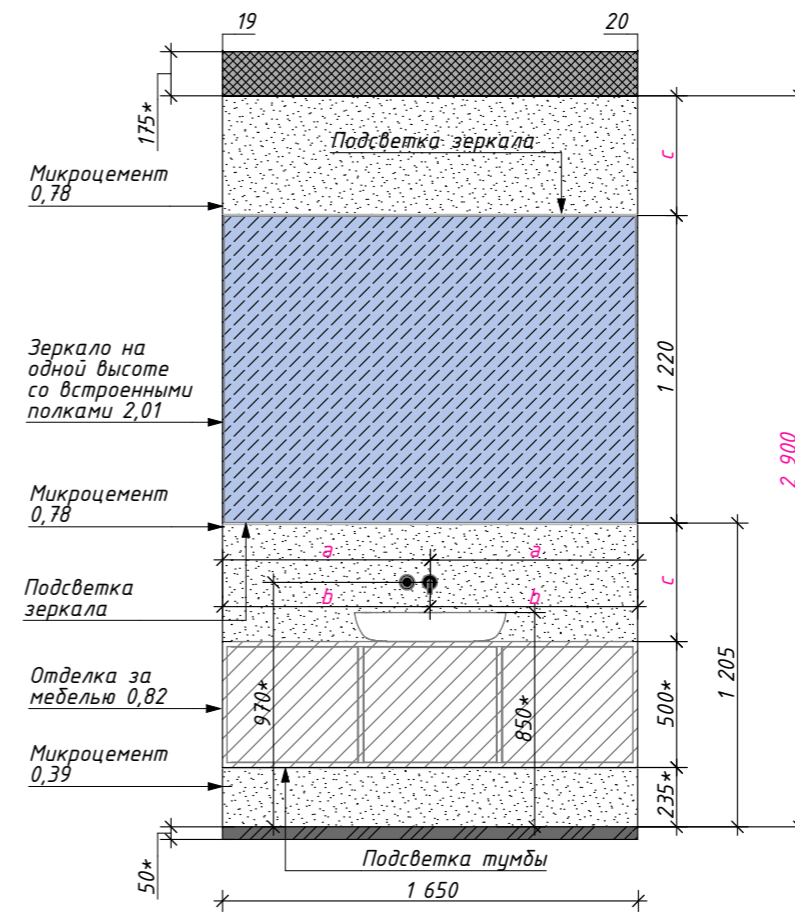 19
20
175*
Подсветка зеркала
c
Микроцемент
0,78
Зеркало на
одной высоте
со встроенными
полками 2,01
1 220
2 900
Микроцемент
0,78
a
a
Подсветка
зеркала
b
b
c
Отделка за
мебелью 0,82
970*
850*
500*
1 205
Микроцемент
0,39
235*
50*
Подсветка тумбы
1 650